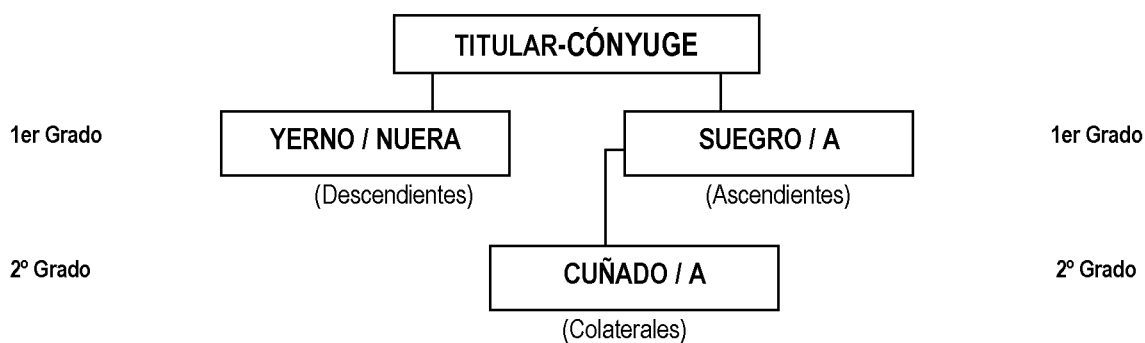 TITULAR-CÓNYUGE
1er Grado YERNO / NUERA SUEGRO / A 1er Grado
(Descendientes) (Ascendientes)
2º Grado CUÑADO / A 2º Grado
(Colaterales)